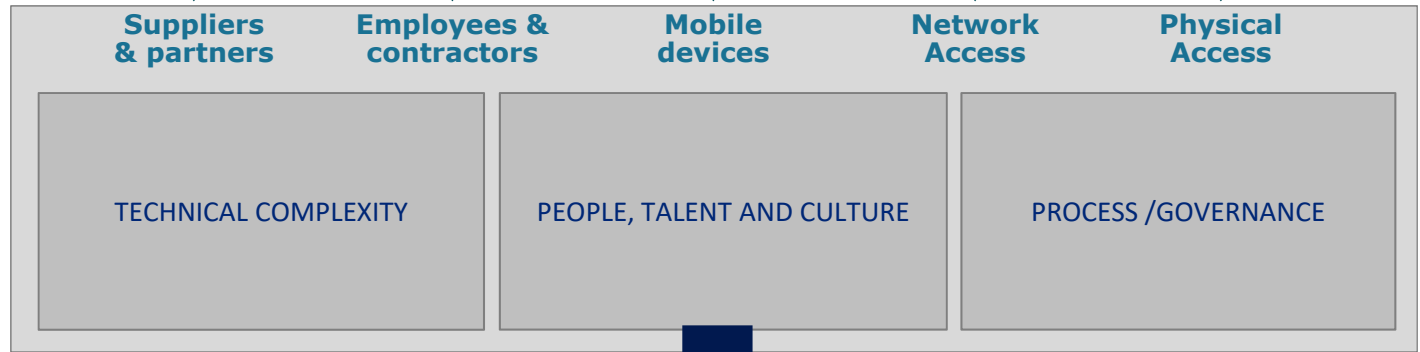 Suppliers
& partners
Employees &
contractors
Mobile
devices
Network
Access
Physical
Access
TECHNICAL COMPLEXITY
PEOPLE, TALENT AND CULTURE
PROCESS /GOVERNANCE